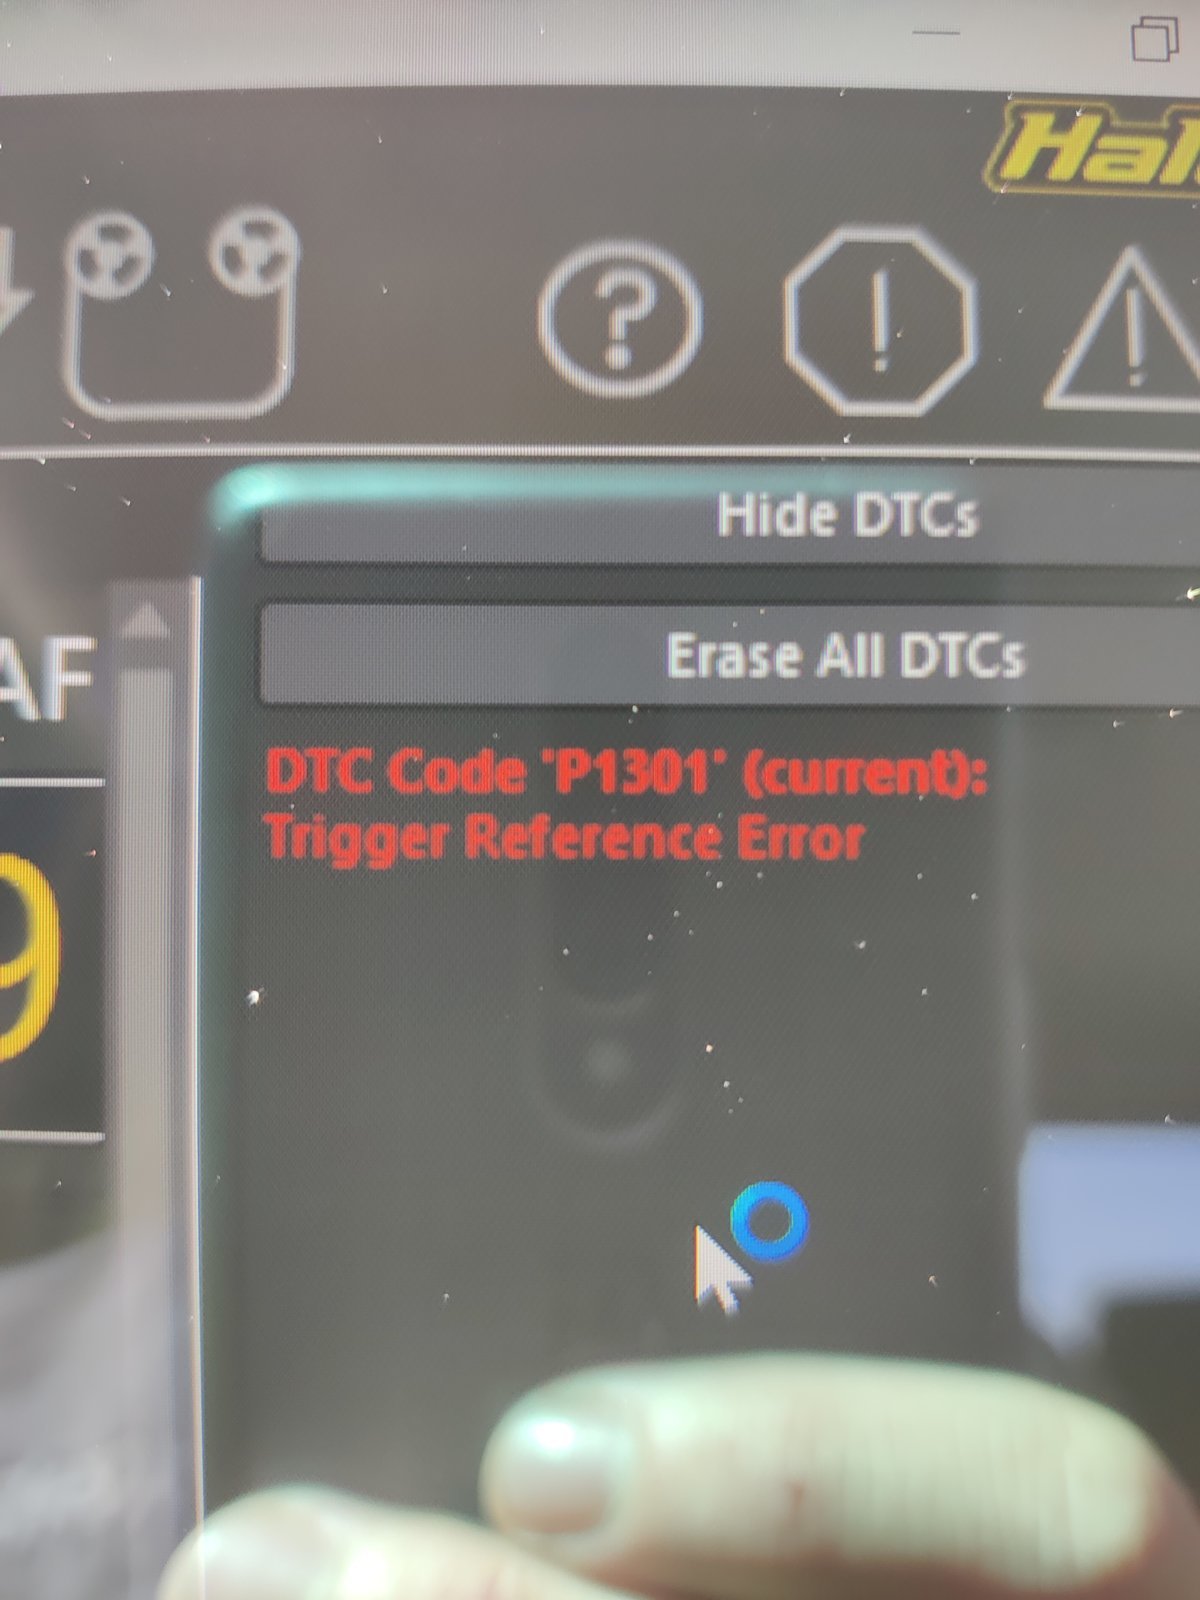 Hal
?
!
!
Hide DTCs
AF
Erase All DTCs
DTC Code 'P1301' (current):
Trigger Reference Error
9